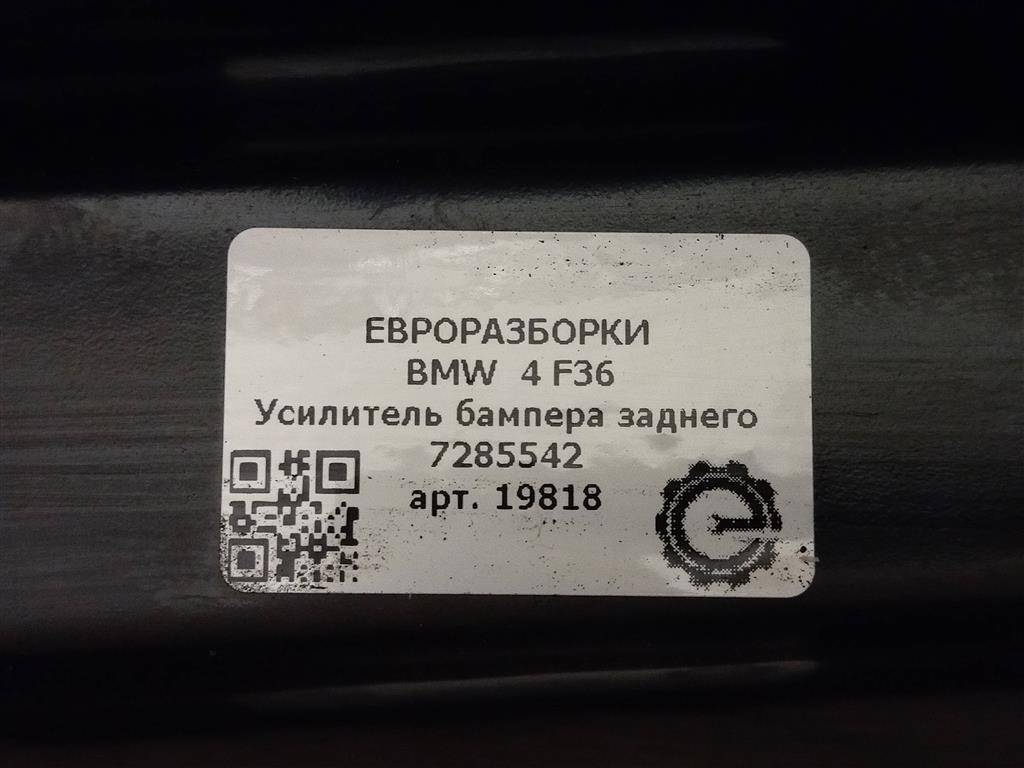 ЕВРОРАЗБОРКИ
BMW 4 F36
Усилитель бампера заднего
7285542
арт. 19818